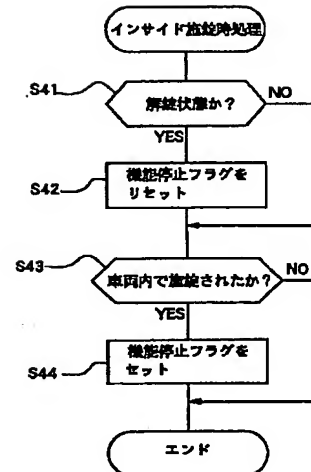 インサイド施錠時処理
S41
解錠状態か?
NO
YES
S42
機能停止フラグを
リセット
S43
車両内で施錠されたか?
NO
YES
S44
機能停止フラグを
セット
エンド